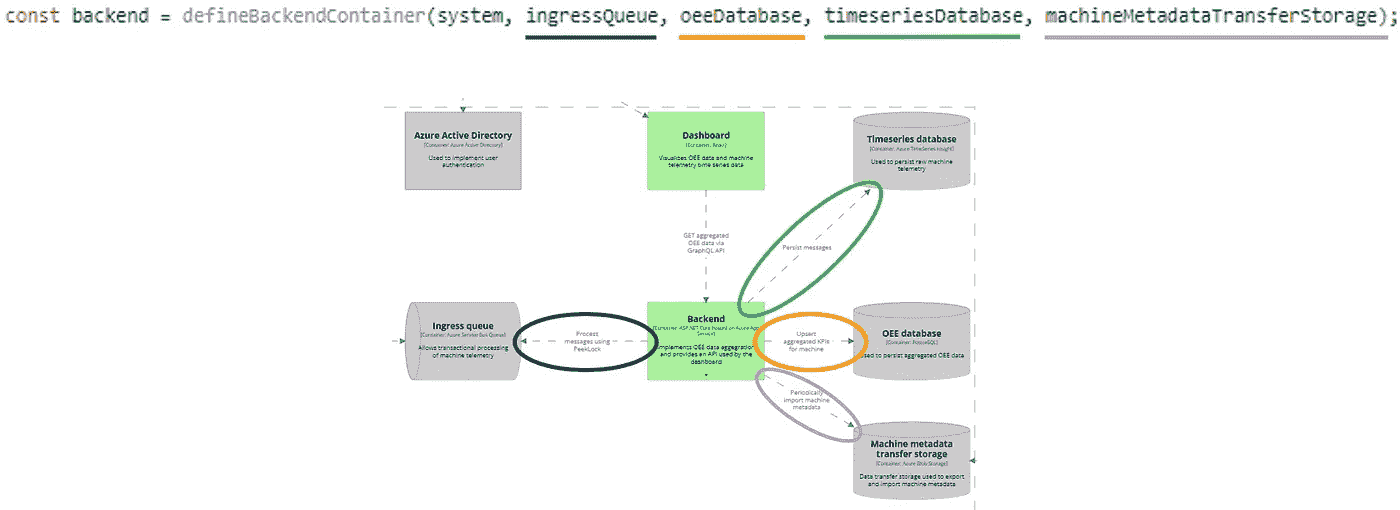 const backend = defineBackendContainer(system, ingressQueue, oeeDatabase, timeseriesDatabase, machineMetadataTransferStorage);
Azure Active Directory
[Container: Azure Active Directory]
Used to implement user
authentication
Dashboard
[Container: React]
Visualizes OEE data and machine
telemetry time series data
Timeseries database
[Container: Azure TimeSeries Insight]
Used to persist raw machine
telemetry
GET aggregated
OEE data via
GraphQL API
Persist messages
Ingress queue
[Container: Azure Service Bus Queue]
Allows transactional processing
of machine telemetry
Process
messages using
PeekLock
Backend
[Container: ASP.NET Core hosted on Azure App
Service]
Implements OEE data aggregation
and provides an API used by the
dashboard
Upsert
aggregated KPIs
for machine
OEE database
[Container: PostgreSQL]
Used to persist aggregated OEE data
Periodically
import machine
metadata
Machine metadata
transfer storage
[Container: Azure Blob Storage]
Data transfer storage used to export
and import machine metadata